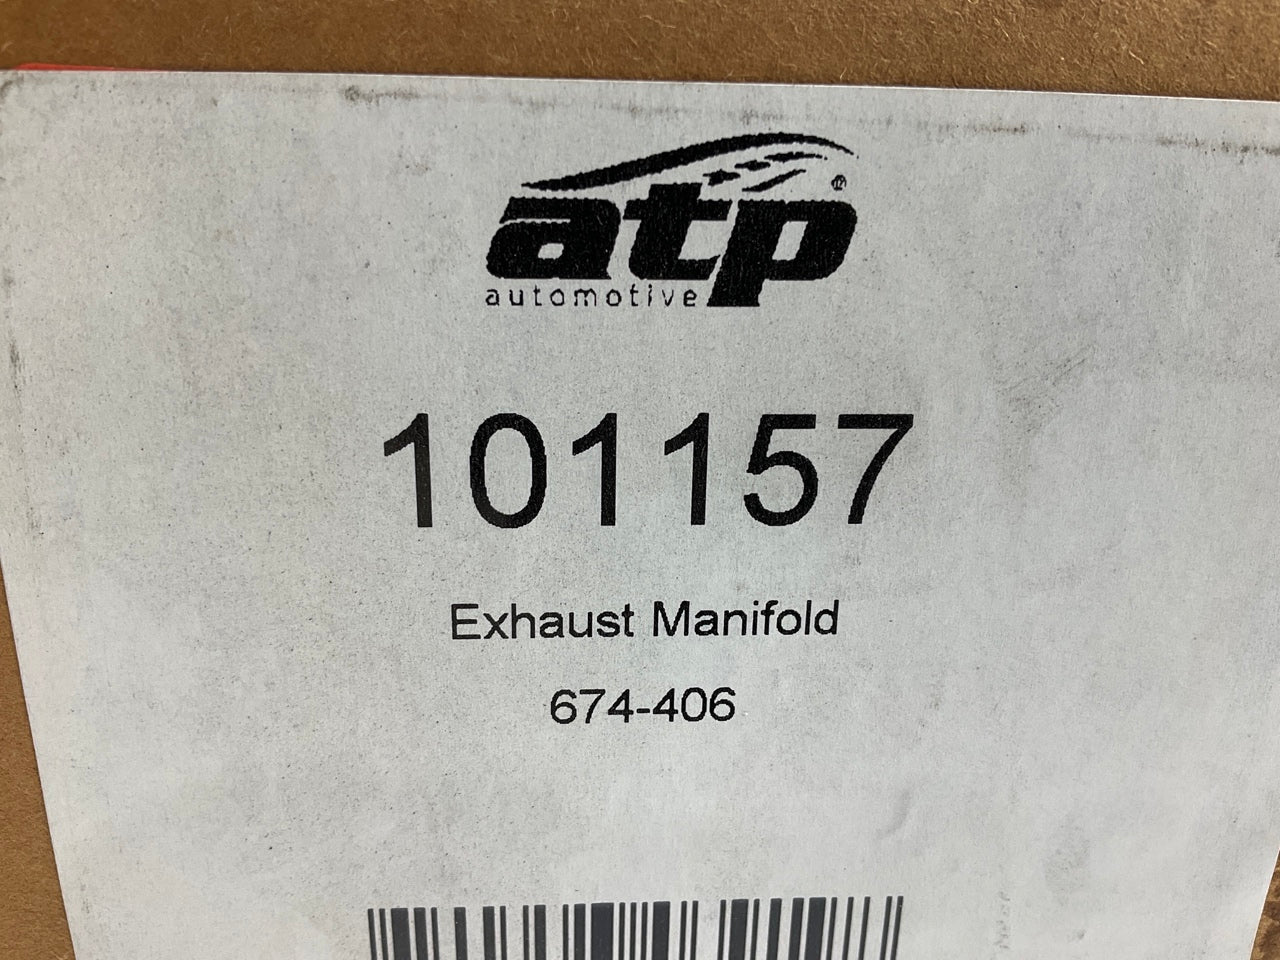 atp
automotive
101157
Exhaust Manifold
674-406